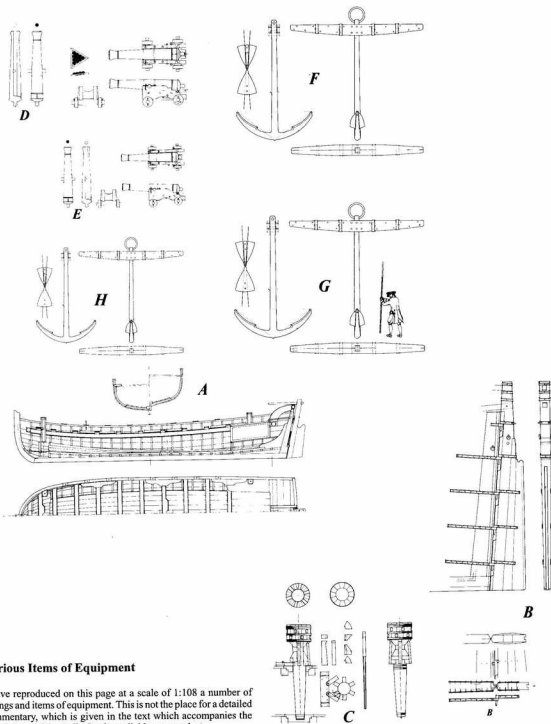 D
F
E
H
G
A
B
rious Items of Equipment
ve reproduced on this page at a scale of 1:108 a number of
ngs and items of equipment. This is not the place for a detailed
mentary, which is given in the text which accompanies the
C
B